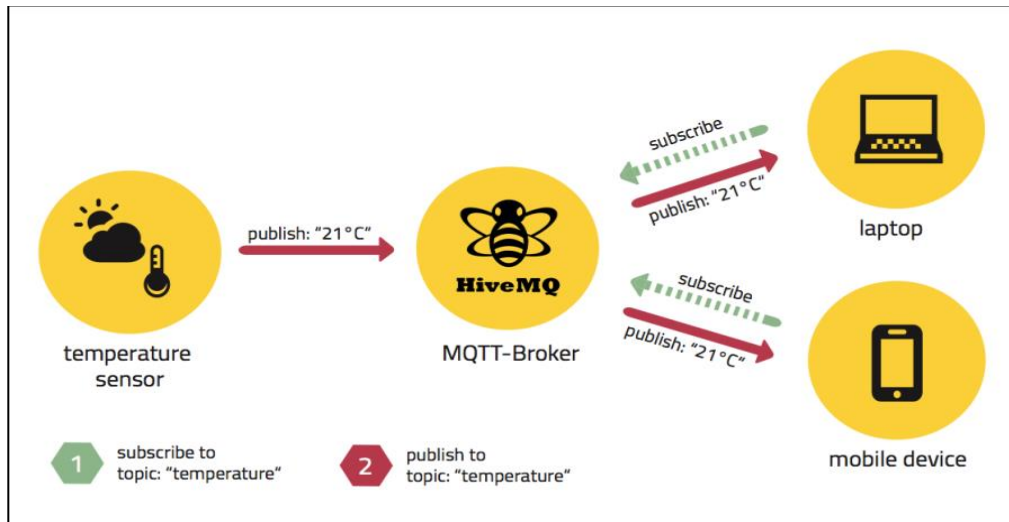 subscribe
publish: "21°C"
laptop
publish: "21°C"
HiveMQ
subscribe
publish: "21°C"
temperature
sensor
MQTT-Broker
mobile device
1
subscribe to
topic: "temperature"
2
publish to
topic: "temperature"